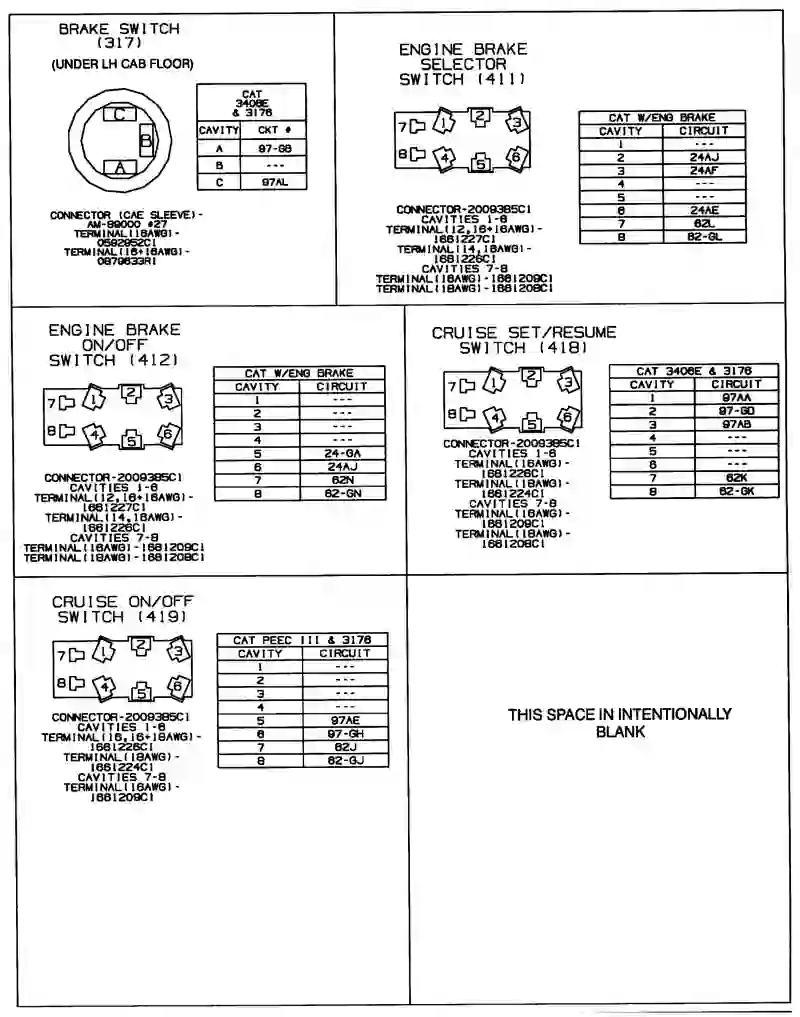 BRAKE SWITCH
(317)
(UNDER LH CAB FLOOR)
C
B
A
CAT
3406E
& 3176
CAVITY CKT #
A 97-GB
B ---
C 97AL
CONNECTOR (CAE SLEEVE)-
AM-89000 #27
TERMINAL(18AWG)-
0592952C1
TERMINAL(16+18AWG)-
0879633R1
ENGINE BRAKE
SELECTOR
SWITCH (411)
7 1 2 3
8 4 5 6
CONNECTOR-2009385C1
CAVITIES 1-6
TERMINAL(12,16+18AWG)-
1661227C1
TERMINAL(14,18AWG)-
1661226C1
CAVITIES 7-8
TERMINAL(16AWG)-1661209C1
TERMINAL(18AWG)-1661208C1
CAT W/ENG BRAKE
CAVITY CIRCUIT
1 ---
2 24AJ
3 24AF
4 ---
5 ---
6 24AE
7 62L
8 62-GL
ENGINE BRAKE
ON/OFF
SWITCH (412)
7 1 2 3
8 4 5 6
CONNECTOR-2009385C1
CAVITIES 1-6
TERMINAL(12,16+18AWG)-
1661227C1
TERMINAL(14,18AWG)-
1661226C1
CAVITIES 7-8
TERMINAL(16AWG)-1661209C1
TERMINAL(18AWG)-1661208C1
CAT W/ENG BRAKE
CAVITY CIRCUIT
1 ---
2 ---
3 ---
4 ---
5 24-GA
6 24AJ
7 62N
8 62-GN
CRUISE SET/RESUME
SWITCH (418)
7 1 2 3
8 4 5 6
CONNECTOR-2009385C1
CAVITIES 1-6
TERMINAL(16AWG)-
1661226C1
TERMINAL(18AWG)-
1661224C1
CAVITIES 7-8
TERMINAL(16AWG)-
1661209C1
TERMINAL(18AWG)-
1661208C1
CAT 3406E & 3176
CAVITY CIRCUIT
1 97AA
2 97-GD
3 97AB
4 ---
5 ---
6 ---
7 62K
8 62-GK
CRUISE ON/OFF
SWITCH (419)
7 1 2 3
8 4 5 6
CONNECTOR-2009385C1
CAVITIES 1-6
TERMINAL(16,16+18AWG)-
1661226C1
TERMINAL(18AWG)-
1661224C1
CAVITIES 7-8
TERMINAL(16AWG)-
1661209C1
CAT PEEC III & 3176
CAVITY CIRCUIT
1 ---
2 ---
3 ---
4 ---
5 97AE
6 97-GH
7 62J
8 62-GJ
THIS SPACE IN INTENTIONALLY
BLANK